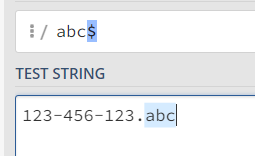 / abc$
TEST STRING
123-456-123.abc